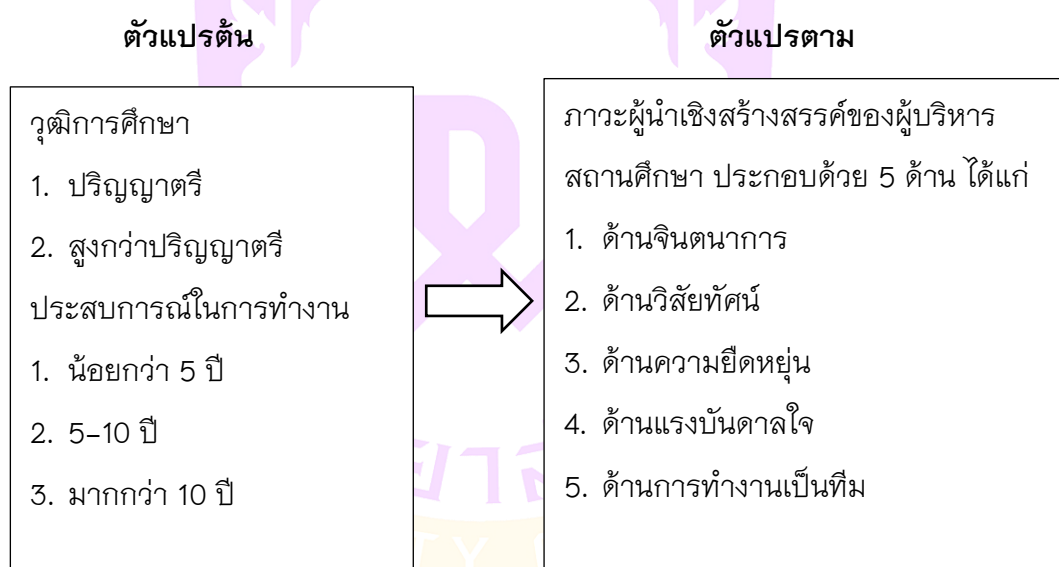 ตัวแปรต้น
ตัวแปรตาม
วุฒิการศึกษา
1. ปริญญาตรี
2. สูงกว่าปริญญาตรี
ประสบการณ์ในการทำงาน
1. น้อยกว่า 5 ปี
2. 5–10 ปี
3. มากกว่า 10 ปี
ภาวะผู้นำเชิงสร้างสรรค์ของผู้บริหาร
สถานศึกษา ประกอบด้วย 5 ด้าน ได้แก่
1. ด้านจินตนาการ
2. ด้านวิสัยทัศน์
3. ด้านความยืดหยุ่น
4. ด้านแรงบันดาลใจ
5. ด้านการทำงานเป็นทีม